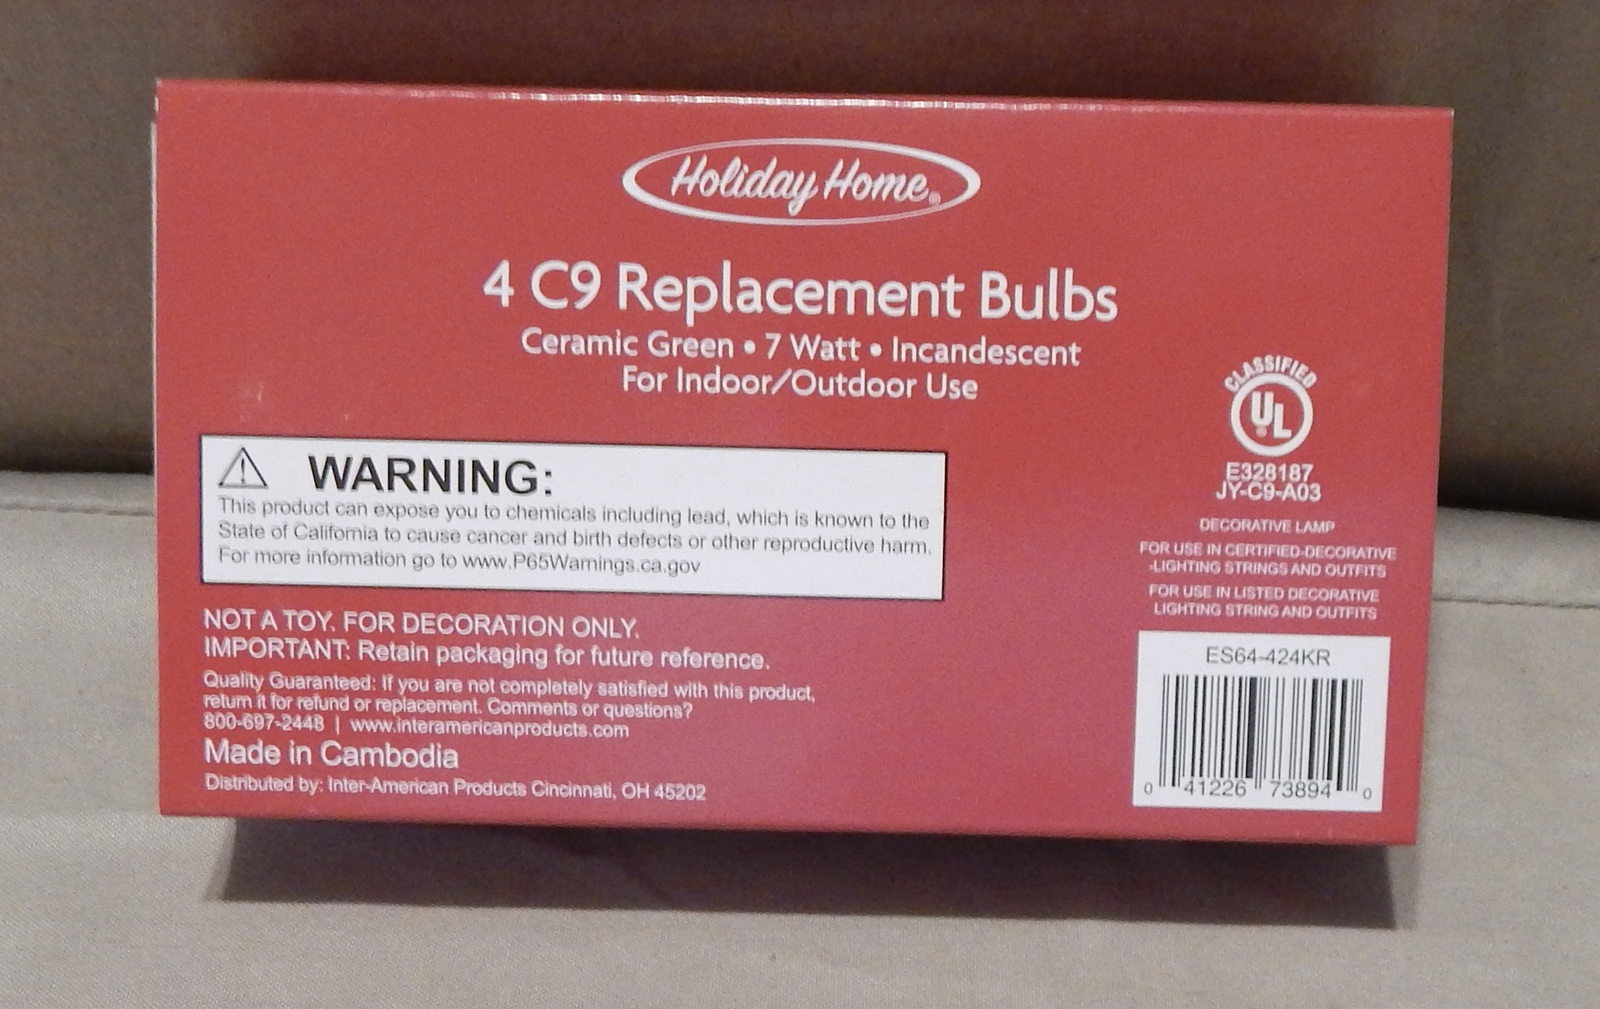 Holiday Home®
4 C9 Replacement Bulbs
Ceramic Green • 7 Watt • Incandescent
For Indoor/Outdoor Use
CLASSIFIED
UL®
E328187
JY-C9-A03
DECORATIVE LAMP
FOR USE IN CERTIFIED-DECORATIVE
-LIGHTING STRINGS AND OUTFITS
FOR USE IN LISTED DECORATIVE
LIGHTING STRING AND OUTFITS
WARNING:
This product can expose you to chemicals including lead, which is known to the
State of California to cause cancer and birth defects or other reproductive harm.
For more information go to www.P65Warnings.ca.gov
NOT A TOY. FOR DECORATION ONLY.
IMPORTANT: Retain packaging for future reference.
Quality Guaranteed: If you are not completely satisfied with this product,
return it for refund or replacement. Comments or questions?
800-697-2448 | www.interamericanproducts.com
Made in Cambodia
Distributed by: Inter-American Products Cincinnati, OH 45202
ES64-424KR
0 41226 73894 0